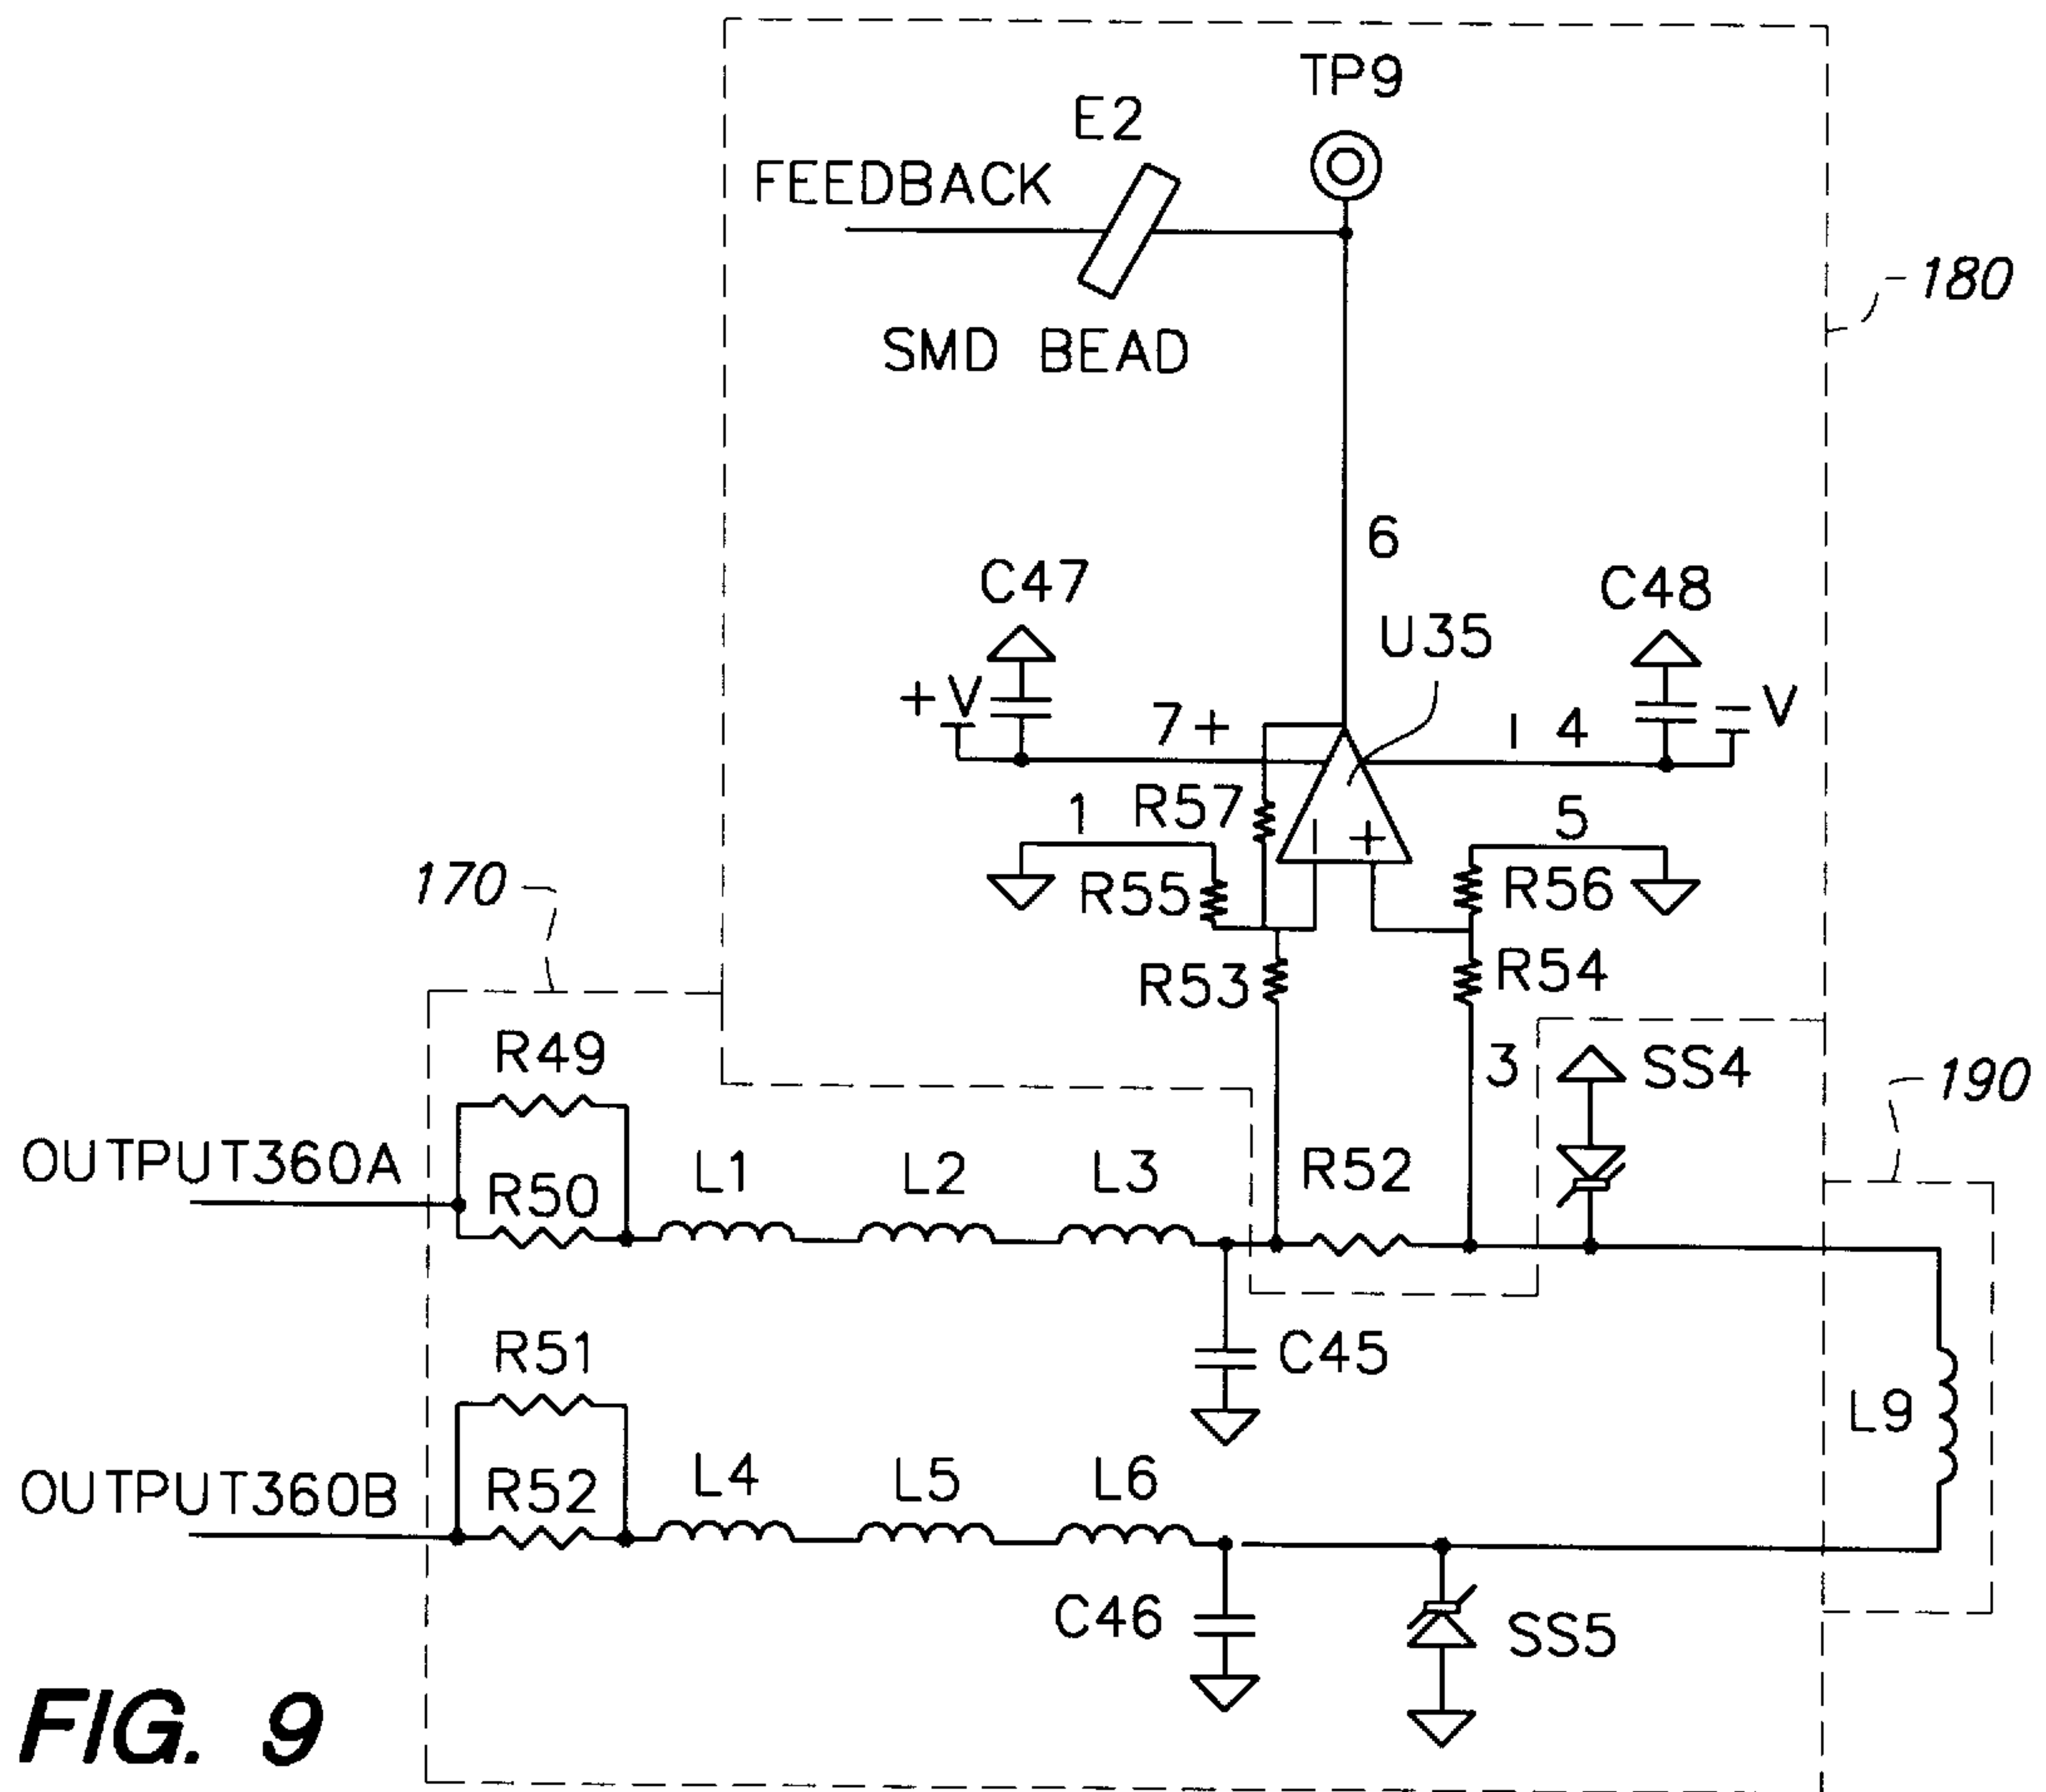 TP9
E2
FEEDBACK
SMD BEAD
180
6
C47
C48
U35
+V
7 +
4
V
R57
1
5
R55
+
R56
170
R53
R54
R49
3
SS4
190
OUTPUT360A
R50
L1
L2
L3
R52
R51
C45
L9
OUTPUT360B
R52
L4
L5
L6
C46
SS5
FIG. 9